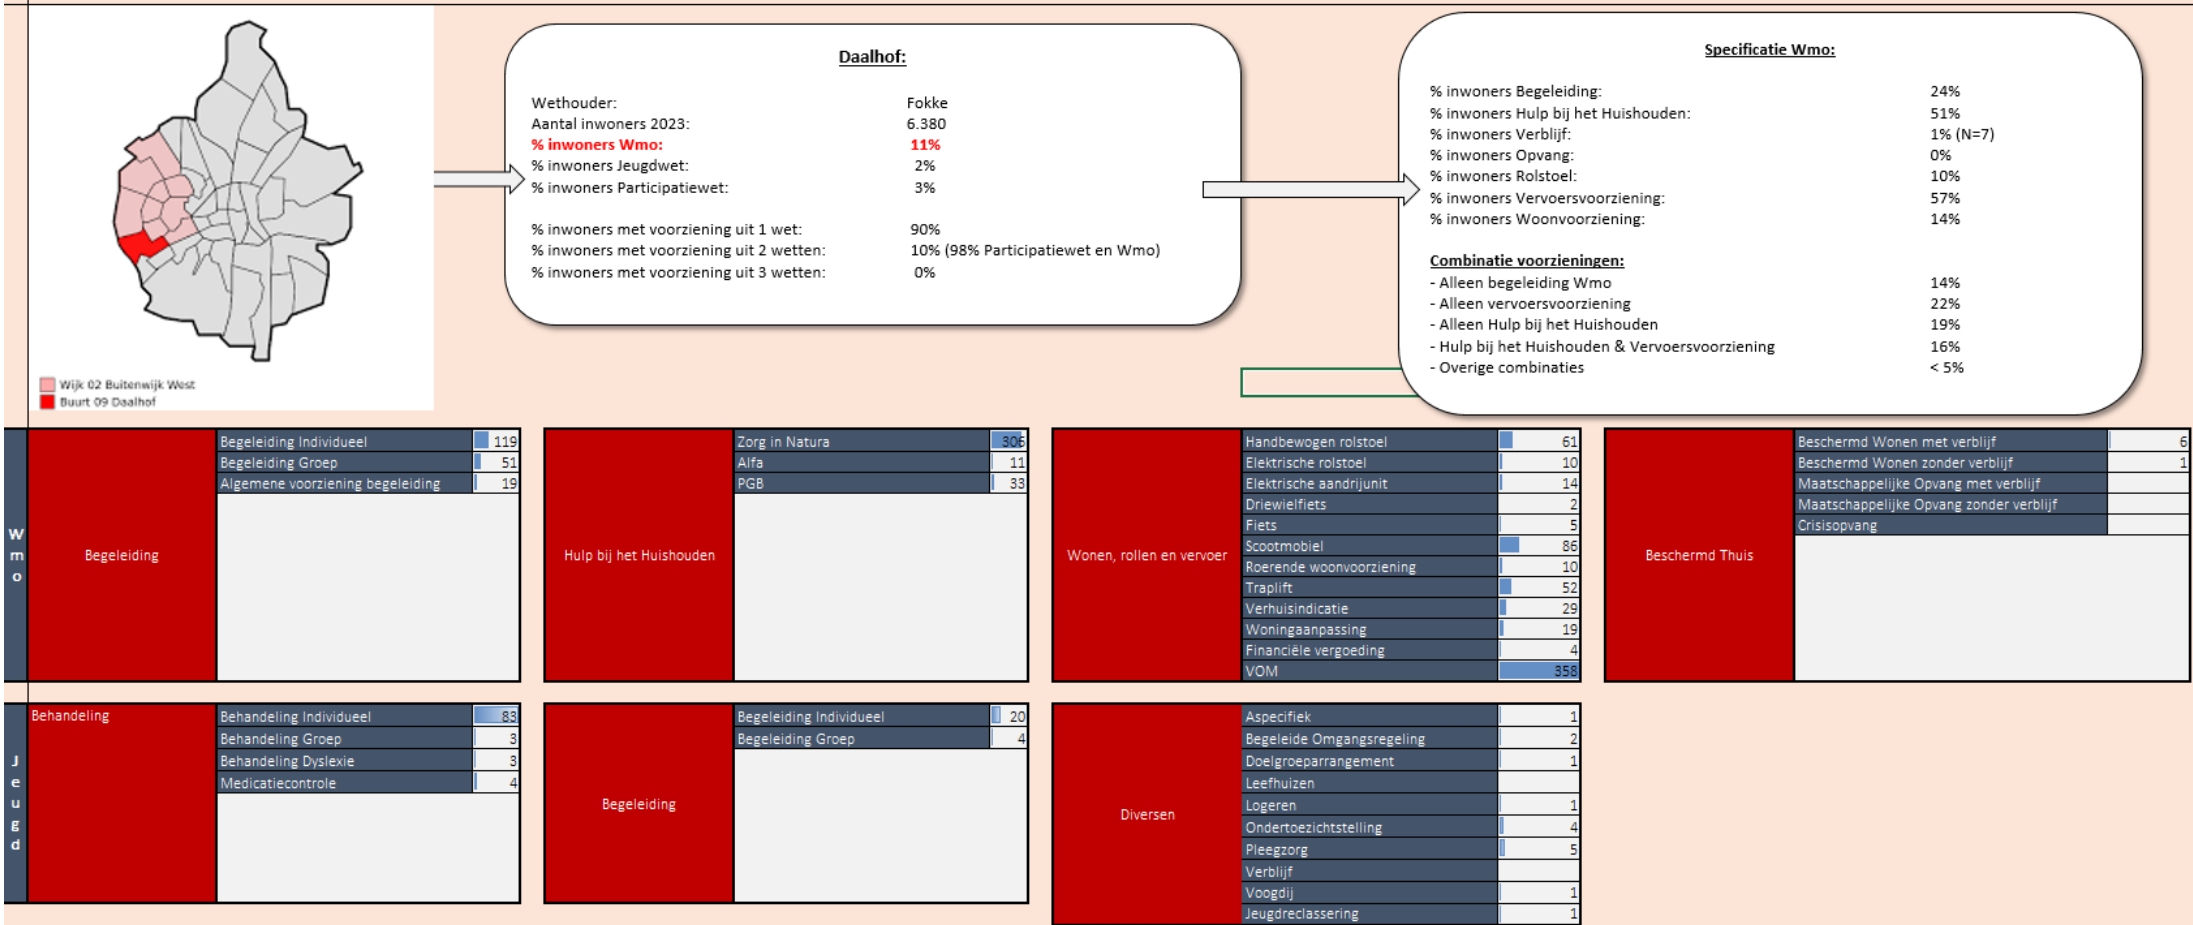 Wijk 02 Buitenwijk West
Buurt 09 Daalhof
Daalhof:
Wethouder: Fokke
Aantal inwoners 2023: 6.380
% inwoners Wmo: 11%
% inwoners Jeugdwet: 2%
% inwoners Participatiewet: 3%
% inwoners met voorziening uit 1 wet: 90%
% inwoners met voorziening uit 2 wetten: 10% (98% Participatiewet en Wmo)
% inwoners met voorziening uit 3 wetten: 0%
Specificatie Wmo:
% inwoners Begeleiding: 24%
% inwoners Hulp bij het Huishouden: 51%
% inwoners Verblijf: 1% (N=7)
% inwoners Opvang: 0%
% inwoners Rolstoel: 10%
% inwoners Vervoersvoorziening: 57%
% inwoners Woonvoorziening: 14%
Combinatie voorzieningen:
- Alleen begeleiding Wmo 14%
- Alleen vervoersvoorziening 22%
- Alleen Hulp bij het Huishouden 19%
- Hulp bij het Huishouden & Vervoersvoorziening 16%
- Overige combinaties < 5%
Wmo
Begeleiding
Begeleiding Individueel 119
Begeleiding Groep 51
Algemene voorziening begeleiding 19
Hulp bij het Huishouden
Zorg in Natura 306
Alfa 11
PGB 33
Wonen, rollen en vervoer
Handbewogen rolstoel 61
Elektrische rolstoel 10
Elektrische aandrijunit 14
Driewielfiets 2
Fiets 5
Scootmobiel 86
Roerende woonvoorziening 10
Traplift 52
Verhuisindicatie 29
Woningaanpassing 19
Financiële vergoeding 4
VOM 358
Beschermd Thuis
Beschermd Wonen met verblijf 6
Beschermd Wonen zonder verblijf 1
Maatschappelijke Opvang met verblijf
Maatschappelijke Opvang zonder verblijf
Crisisopvang
Jeugd
Behandeling
Behandeling Individueel 83
Behandeling Groep 3
Behandeling Dyslexie 3
Medicatiecontrole 4
Begeleiding
Begeleiding Individueel 20
Begeleiding Groep 4
Diversen
Aspecifiek 1
Begeleide Omgangsregeling 2
Doelgroeparrangement 1
Leefhuizen
Logeren 1
Ondertoezichtstelling 4
Pleegzorg 5
Verblijf
Voogdij 1
Jeugdreclassering 1